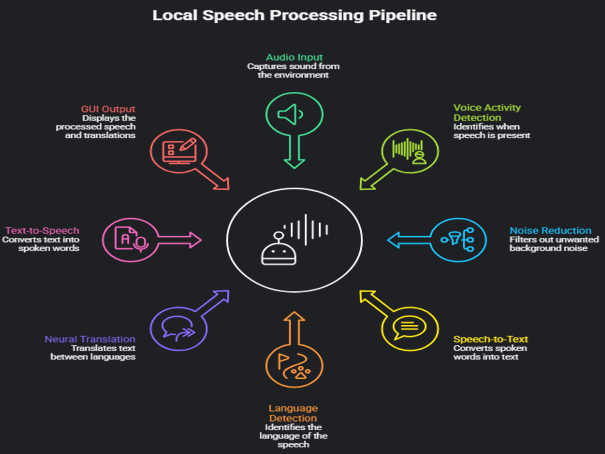 Local Speech Processing Pipeline
Audio Input
Captures sound from
the environment
Voice Activity
Detection
Identifies when
speech is present
Noise Reduction
Filters out unwanted
background noise
Speech-to-Text
Converts spoken
words into text
Language
Detection
Identifies the
language of the
speech
Neural Translation
Translates text
between languages
Text-to-Speech
Converts text into
spoken words
A
GUI Output
Displays the
processed speech
and translations